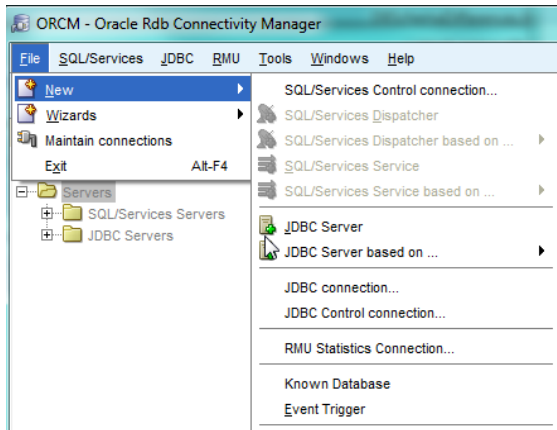 ORCM - Oracle Rdb Connectivity Manager
File SQL/Services JDBC RMU Tools Windows Help
New
Wizards
Maintain connections
Exit Alt-F4
Servers
SQL/Services Servers
JDBC Servers
SQL/Services Control connection...
SQL/Services Dispatcher
SQL/Services Dispatcher based on ...
SQL/Services Service
SQL/Services Service based on ...
JDBC Server
JDBC Server based on ...
JDBC connection...
JDBC Control connection...
RMU Statistics Connection...
Known Database
Event Trigger